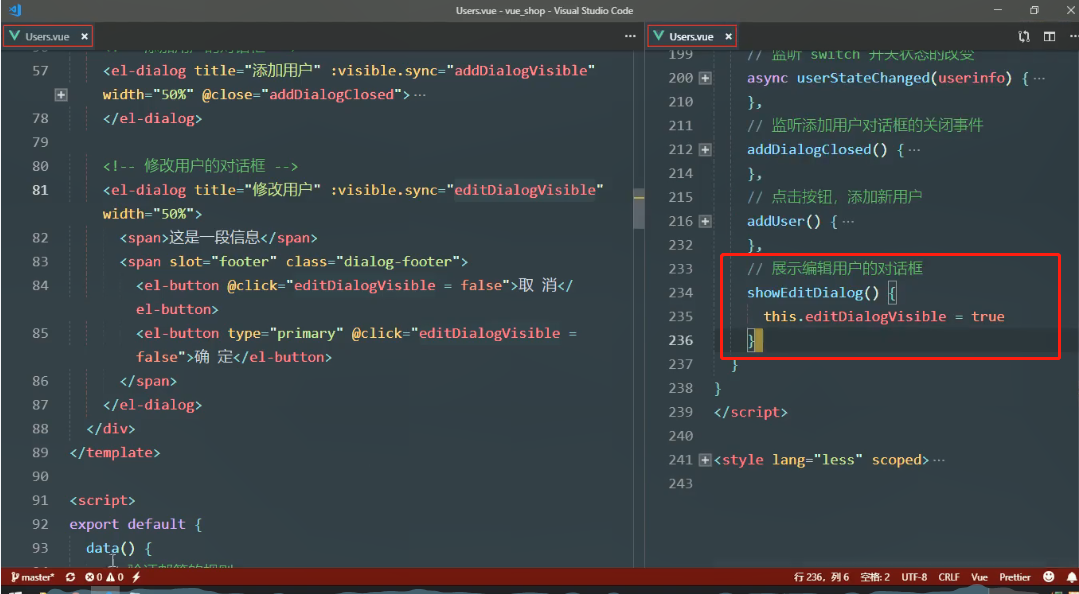 Users.vue - vue_shop - Visual Studio Code
Users.vue ×
57 <el-dialog title="添加用户" :visible.sync="addDialogVisible"
width="50%" @close="addDialogClosed">…
78 </el-dialog>
79
80 <!-- 修改用户的对话框 -->
81 <el-dialog title="修改用户" :visible.sync="editDialogVisible"
width="50%">
82 <span>这是一段信息</span>
83 <span slot="footer" class="dialog-footer">
84 <el-button @click="editDialogVisible = false">取 消</
el-button>
85 <el-button type="primary" @click="editDialogVisible =
false">确 定</el-button>
86 </span>
87 </el-dialog>
88 </div>
89 </template>
90
91 <script>
92 export default {
93 data() {
Users.vue ×
199 // 监听 switch 开关状态的改变
200 async userStateChanged(userinfo) {…
210 },
211 // 监听添加用户对话框的关闭事件
212 addDialogClosed() {…
214 },
215 // 点击按钮，添加新用户
216 addUser() {…
232 },
233 // 展示编辑用户的对话框
234 showEditDialog() {
235 this.editDialogVisible = true
236 }
237 }
238 }
239 </script>
240
241 <style lang="less" scoped>…
243
master* 0 0 行 236，列 6 空格: 2 UTF-8 CRLF Vue Prettier